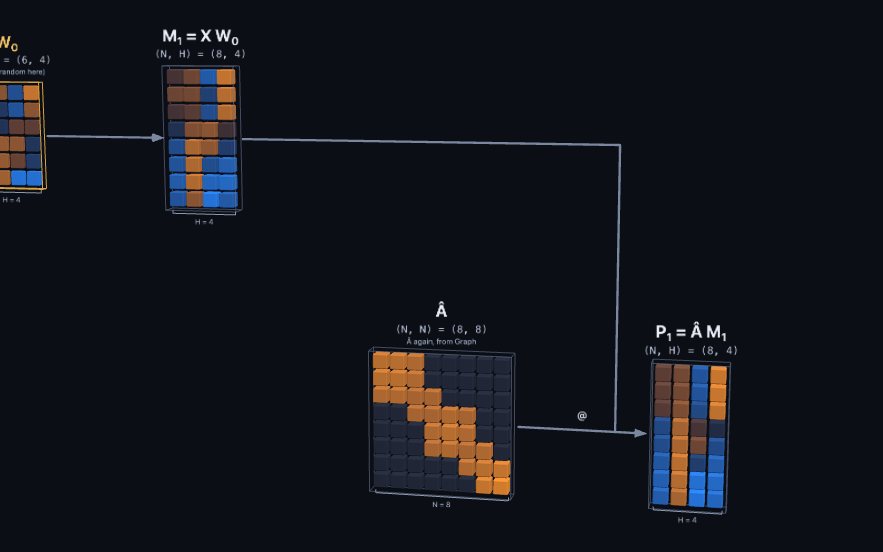 W₀
= (6, 4)
random here)
H = 4
M₁ = X W₀
(N, H) = (8, 4)
H = 4
Â
(N, N) = (8, 8)
Â again, from Graph
N = 8
@
P₁ = Â M₁
(N, H) = (8, 4)
H = 4